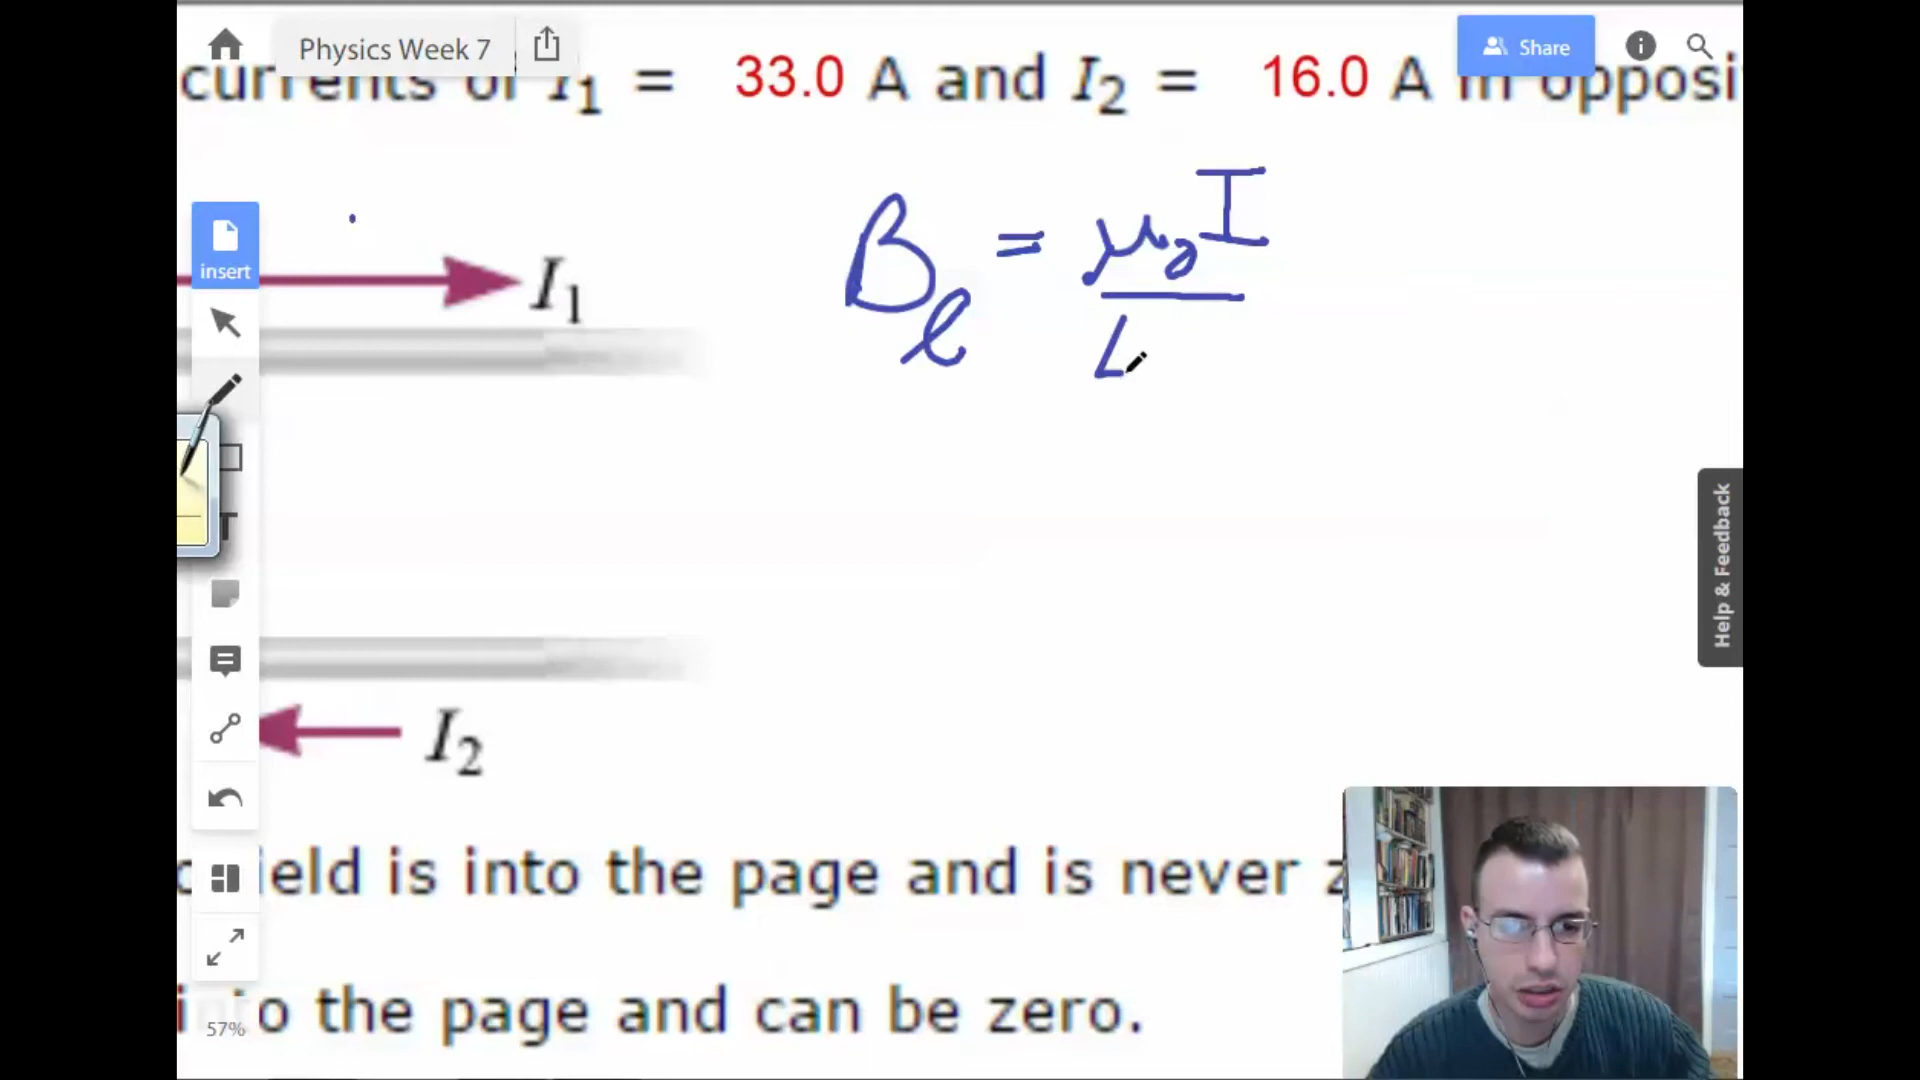 Physics Week 7
Share
currents of I₁ = 33.0 A and I₂ = 16.0 A in opposi
B_ℓ = μ₀I
insert
I₁
T
Help & Feedback
I₂
ield is into the page and is never z
o the page and can be zero.
57%